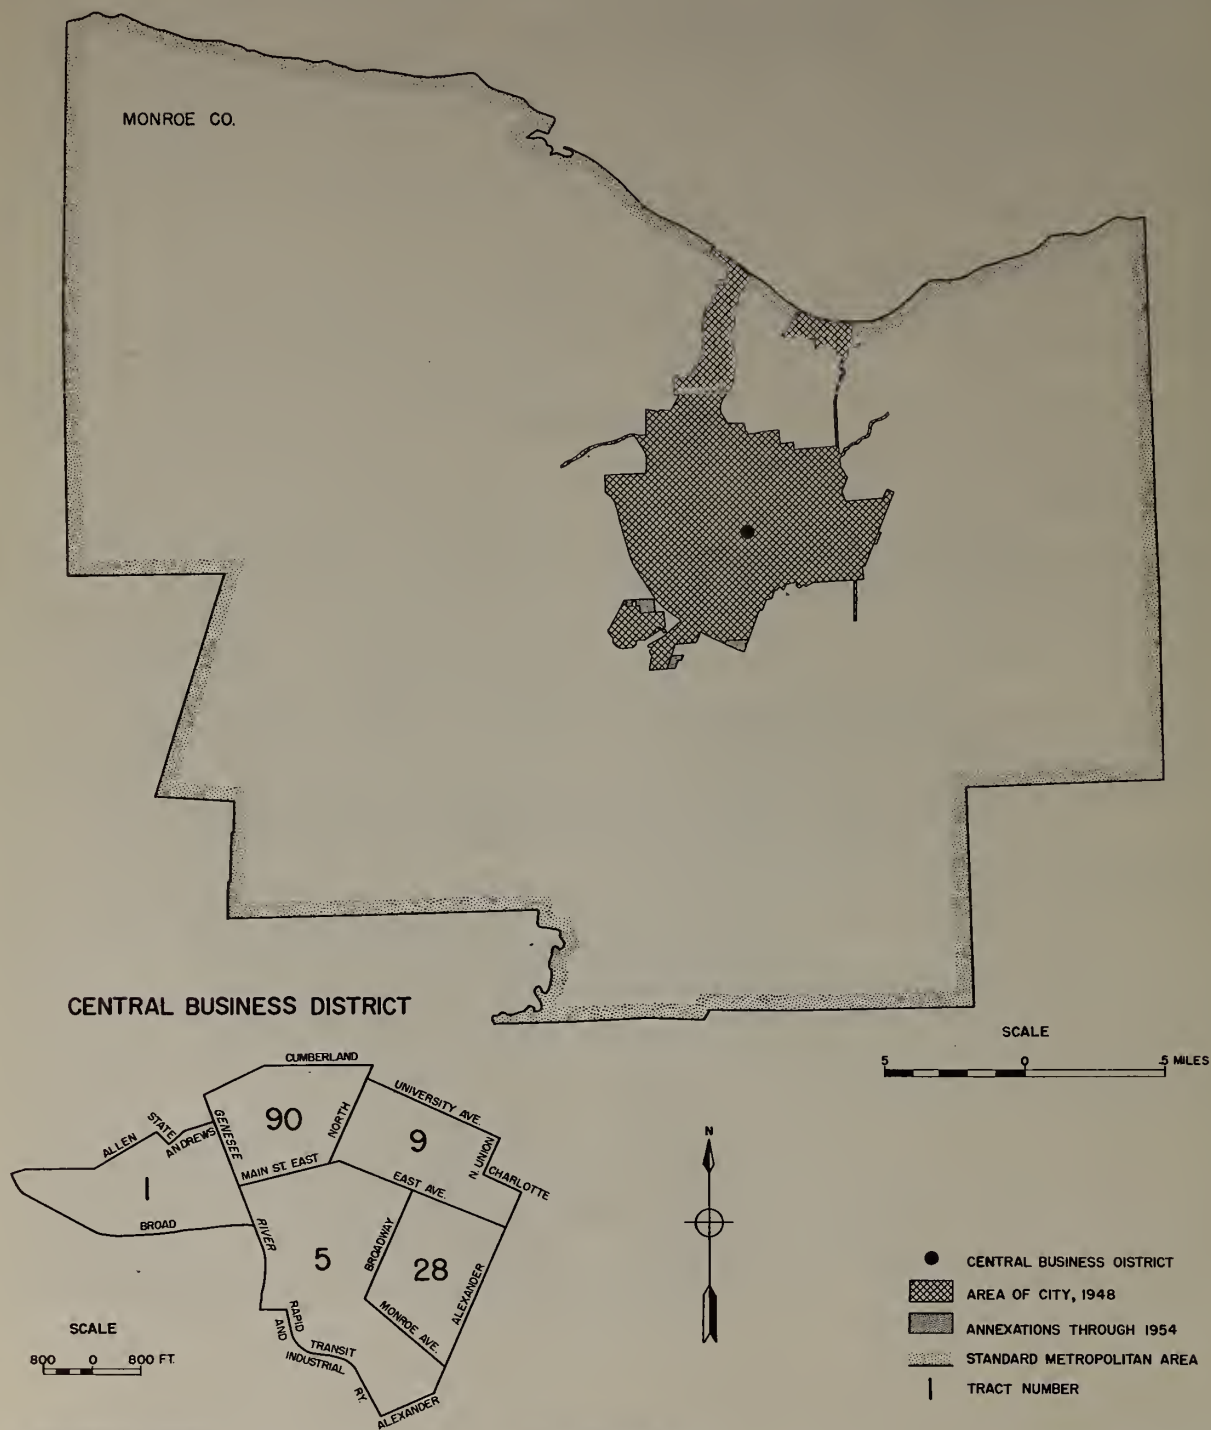 MONROE CO.
CENTRAL BUSINESS DISTRICT
CUMBERLAND
UNIVERSITY AVE.
GENESEE
90
NORTH
9
STATE
ALLEN
ANDREWS
MAIN ST. EAST
N. UNION
CHARLOTTE
EAST AVE.
1
BROAD
RIVER
5
BROADWAY
28
ALEXANDER
MONROE AVE.
RAPID
TRANSIT
AND
INDUSTRIAL
RY.
ALEXANDER
SCALE
800 0 800 FT.
N
SCALE
5 0 5 MILES
CENTRAL BUSINESS DISTRICT
AREA OF CITY, 1948
ANNEXATIONS THROUGH 1954
STANDARD METROPOLITAN AREA
1 TRACT NUMBER